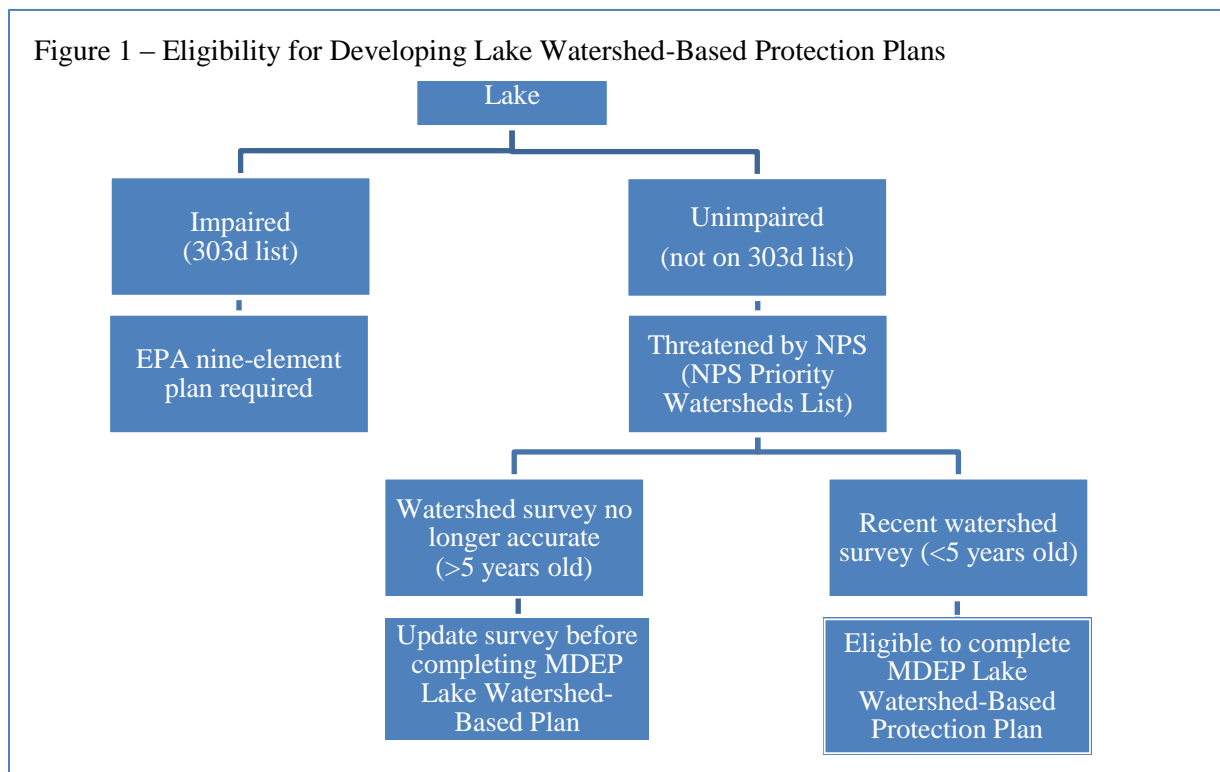 Figure 1 – Eligibility for Developing Lake Watershed-Based Protection Plans
Lake
Impaired
(303d list)
Unimpaired
(not on 303d list)
EPA nine-element
plan required
Threatened by NPS
(NPS Priority
Watersheds List)
Watershed survey no
longer accurate
(>5 years old)
Recent watershed
survey (<5 years old)
Update survey before
completing MDEP
Lake Watershed-
Based Plan
Eligible to complete
MDEP Lake
Watershed-Based
Protection Plan